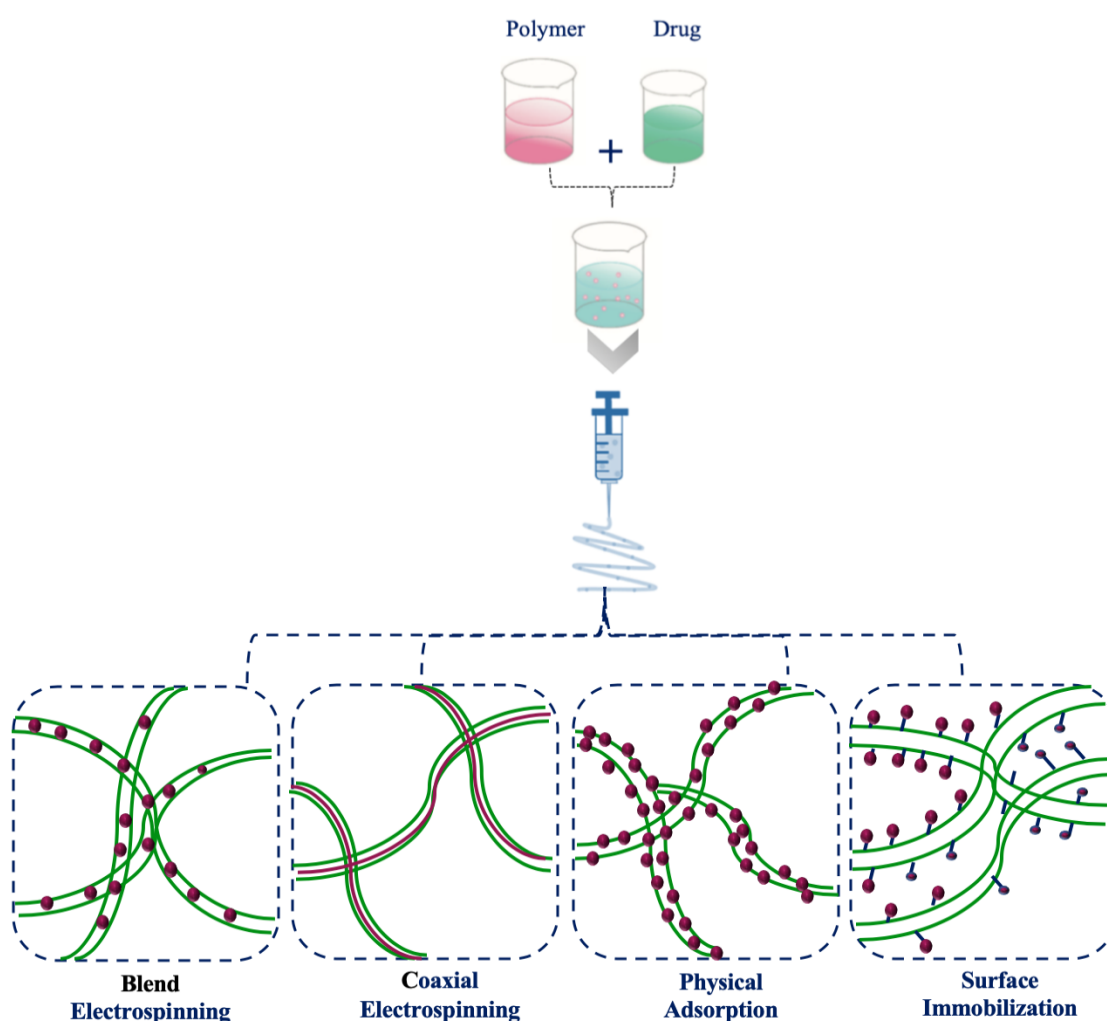 Polymer Drug
+
Blend
Electrospinning
Coaxial
Electrospinning
Physical
Adsorption
Surface
Immobilization